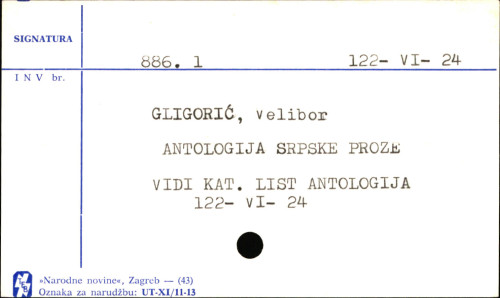 SIGNATURA
886. 1 122- VI- 24
I N V br.
GLIGORIĆ, Velibor
ANTOLOGIJA SRPSKE PROZE
VIDI KAT. LIST ANTOLOGIJA
122- VI- 24
»Narodne novine«, Zagreb — (43)
Oznaka za narudžbu: UT-XI/11-13